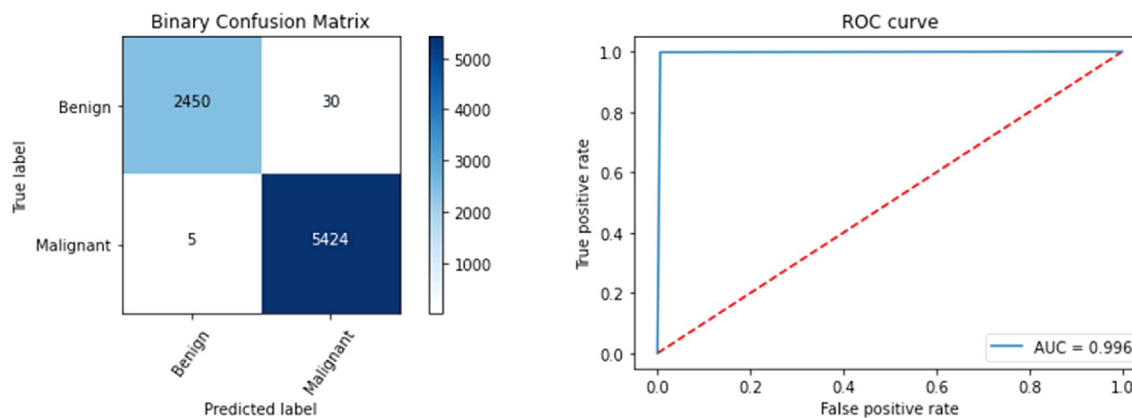 Binary Confusion Matrix
True label
Benign
2450
30
Malignant
5
5424
Benign
Malignant
Predicted label
5000
4000
3000
2000
1000
ROC curve
True positive rate
1.0
0.8
0.6
0.4
0.2
0.0
0.0 0.2 0.4 0.6 0.8 1.0
False positive rate
AUC = 0.996